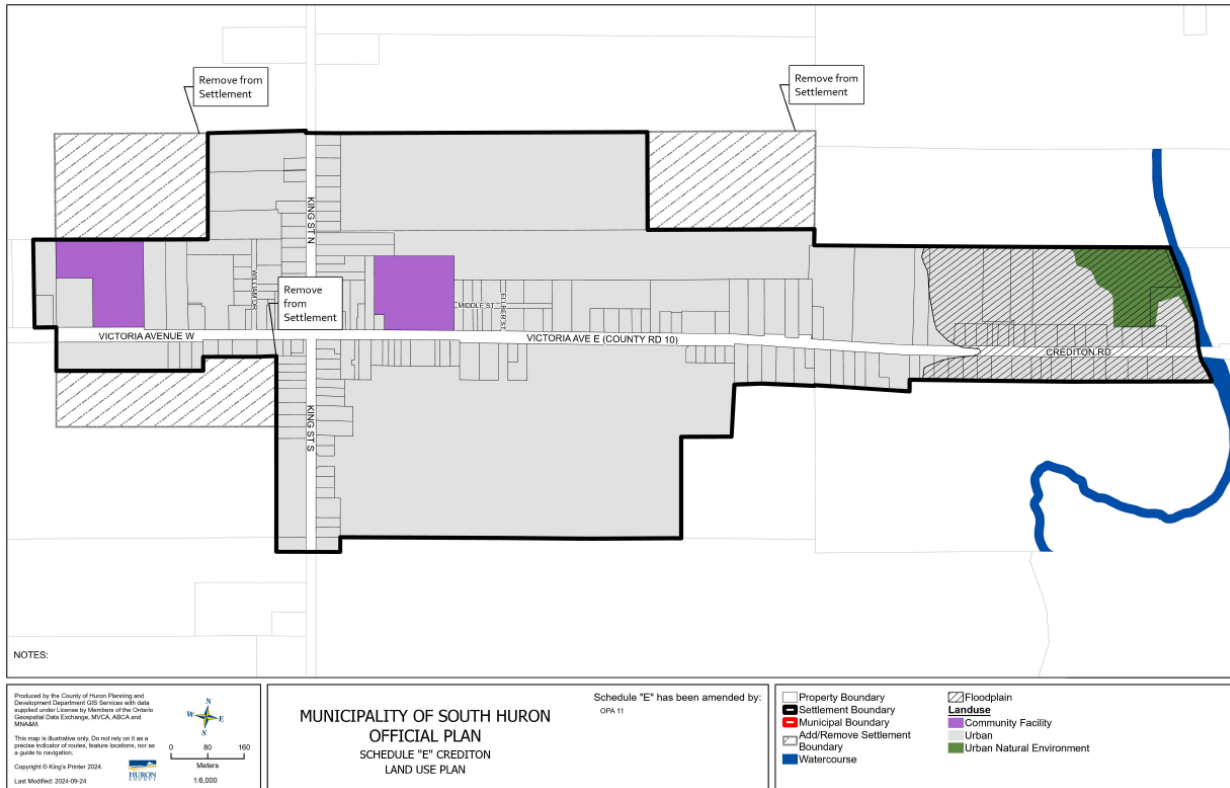 Remove from
Settlement
Remove from
Settlement
KING ST N
WILLIAM DR
Remove
from
Settlement
MIDDLE ST
ELLBER ST
VICTORIA AVENUE W
VICTORIA AVE E (COUNTY RD 10)
CREDITON RD
KING ST S
NOTES:
Produced by the County of Huron Planning and
Development Department GIS Services with data
supplied under License by Members of the Ontario
Geospatial Data Exchange, MVCA, ABCA and
MNA&M.
This map is illustrative only. Do not rely on it as a
precise indicator of routes, feature locations, nor as
a guide to navigation.
Copyright © King's Printer 2024.
Last Modified: 2024-09-24
N
W E
S
0 80 160
Meters
1:6,000
HURON
COUNTY
MUNICIPALITY OF SOUTH HURON
OFFICIAL PLAN
SCHEDULE "E" CREDITON
LAND USE PLAN
Schedule "E" has been amended by:
OPA 11
Property Boundary
Settlement Boundary
Municipal Boundary
Add/Remove Settlement
Boundary
Watercourse
Floodplain
Landuse
Community Facility
Urban
Urban Natural Environment